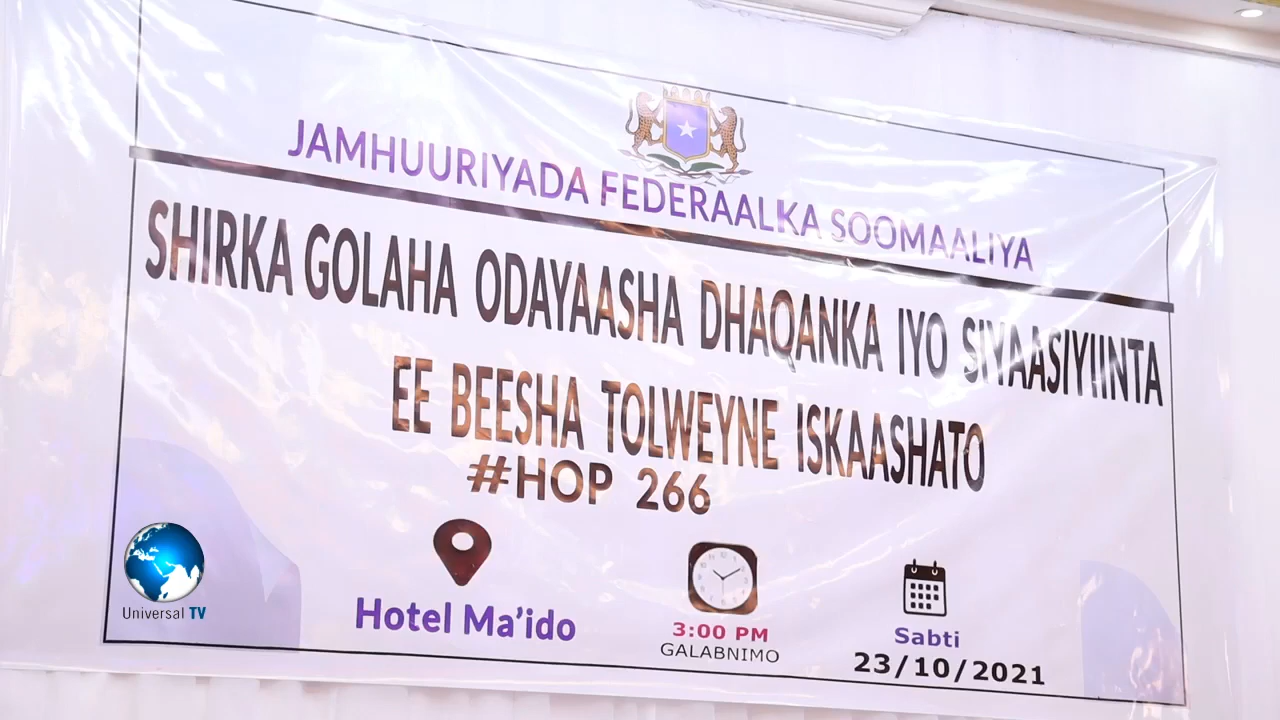 JAMHUURIYADA FEDERAALKA SOOMAALIYA
SHIRKA GOLAHA ODAYAASHA DHAQANKA IYO SIYAASIYIINTA
EE BEESHA TOLWEYNE ISKAASHATO
#HOP 266
Hotel Ma'ido
3:00 PM
GALABNIMO
Sabti
23/10/2021
Universal TV